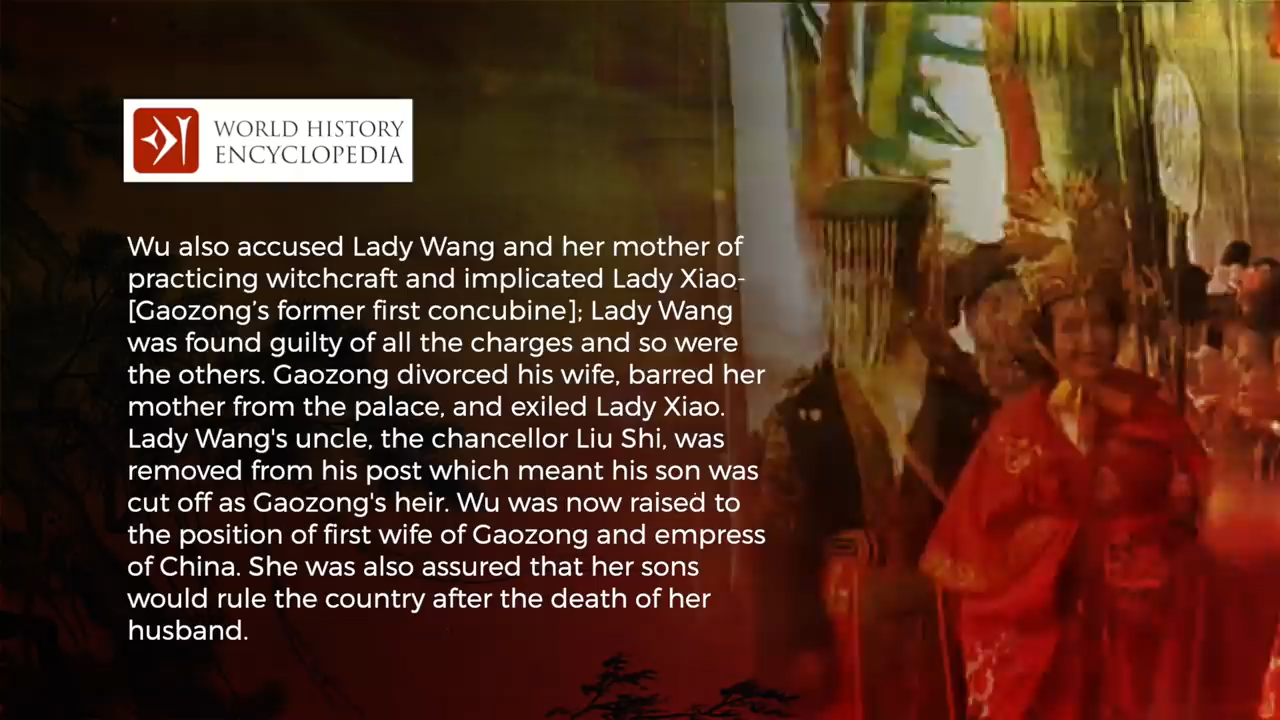 WORLD HISTORY
ENCYCLOPEDIA
Wu also accused Lady Wang and her mother of
practicing witchcraft and implicated Lady Xiao-
[Gaozong’s former first concubine]; Lady Wang
was found guilty of all the charges and so were
the others. Gaozong divorced his wife, barred her
mother from the palace, and exiled Lady Xiao.
Lady Wang's uncle, the chancellor Liu Shi, was
removed from his post which meant his son was
cut off as Gaozong's heir. Wu was now raised to
the position of first wife of Gaozong and empress
of China. She was also assured that her sons
would rule the country after the death of her
husband.